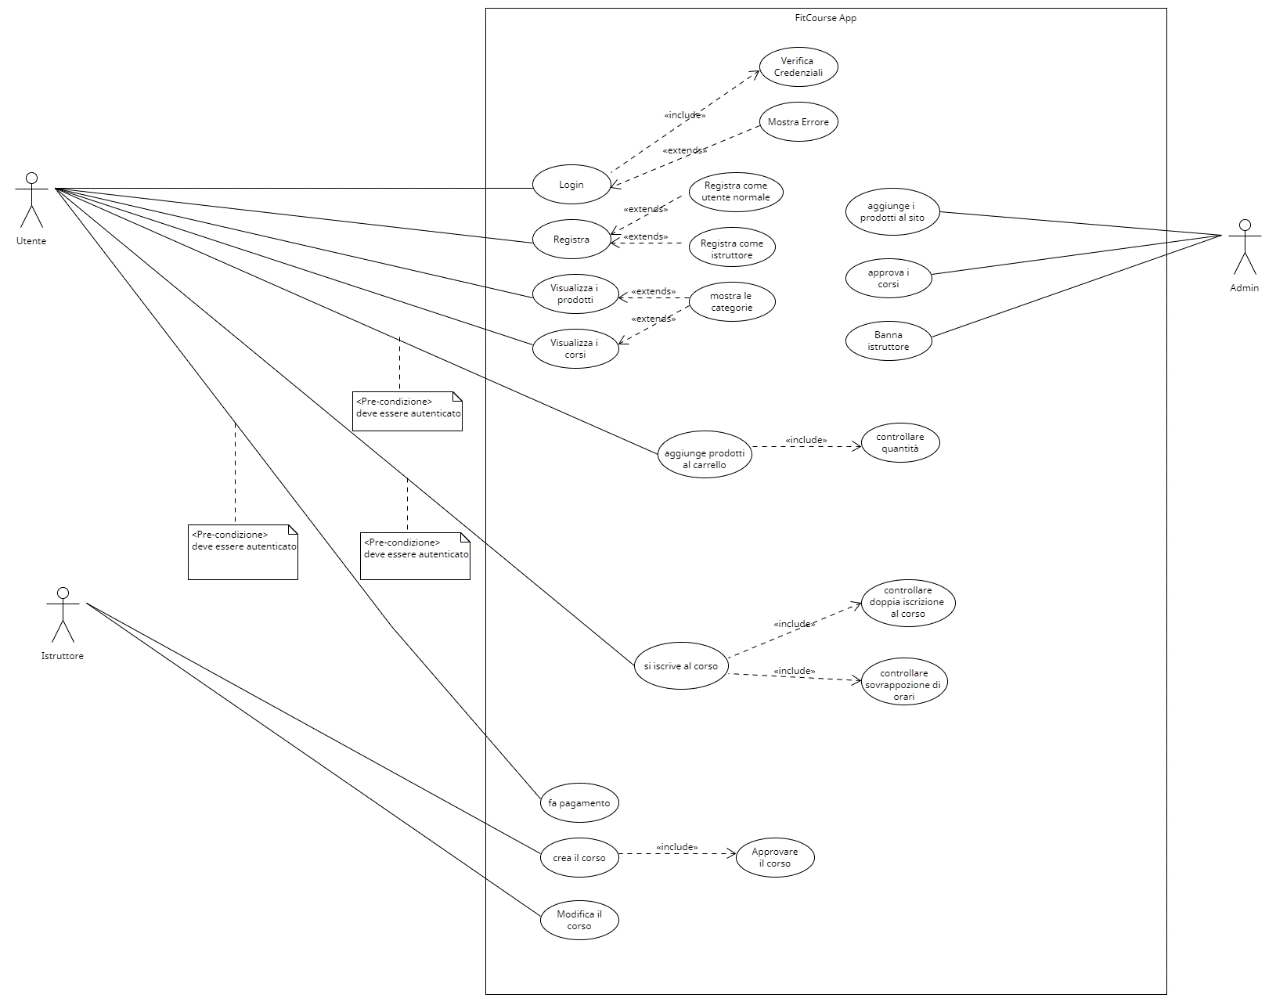 FitCourse App
Verifica
Credenziali
«include»
Mostra Errore
«extends»
Login
Registra come
utente normale
«extends»
Registra
«extends»
Registra come
istruttore
Visualizza i
prodotti
«extends»
mostra le
categorie
«extends»
Visualizza i
corsi
aggiunge i
prodotti al sito
approva i
corsi
Banna
istruttore
Utente
Admin
<Pre-condizione>
deve essere autenticato
aggiunge prodotti
al carrello
«include»
controllare
quantità
<Pre-condizione>
deve essere autenticato
<Pre-condizione>
deve essere autenticato
Istruttore
si iscrive al corso
«include»
controllare
doppia iscrizione
al corso
«include»
controllare
sovrappozione di
orari
fa pagamento
crea il corso
«include»
Approvare
il corso
Modifica il
corso